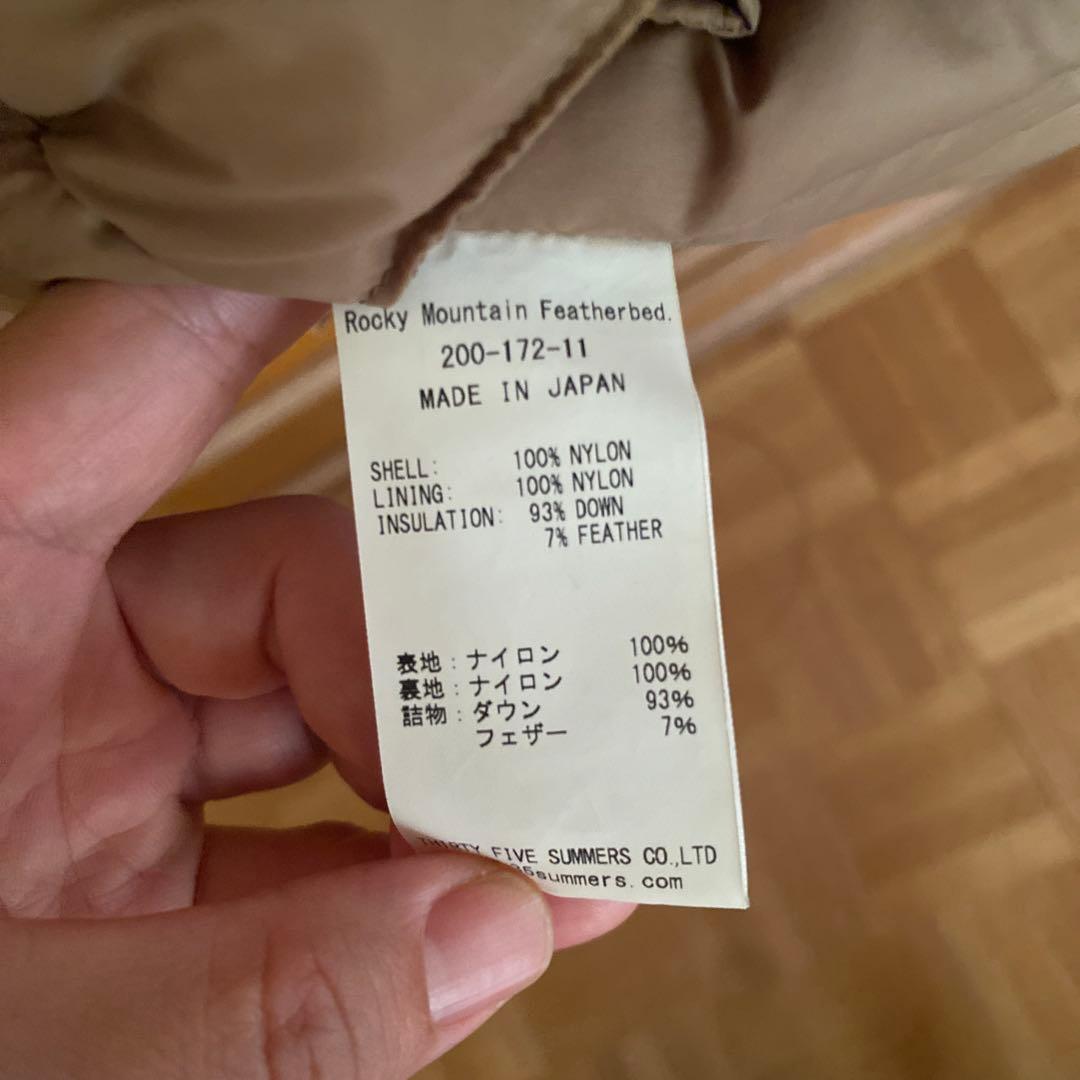 Rocky Mountain Featherbed.
200-172-11
MADE IN JAPAN
SHELL: 100% NYLON
LINING: 100% NYLON
INSULATION: 93% DOWN
7% FEATHER
表地：ナイロン 100%
裏地：ナイロン 100%
詰物：ダウン 93%
フェザー 7%
THIRTY FIVE SUMMERS CO.,LTD
35summers.com